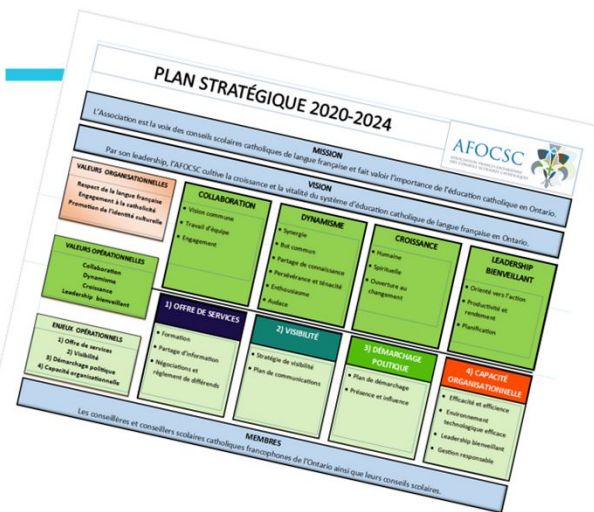 PLAN STRATÉGIQUE 2020-2024
AFOCSC
ASSOCIATION FRANCO-ONTARIENNE
DES CONSEILS SCOLAIRES CATHOLIQUES
MISSION
L'Association est la voix des conseils scolaires catholiques de langue française et fait valoir l'importance de l'éducation catholique en Ontario.
VISION
Par son leadership, l'AFOCSC cultive la croissance et la vitalité du système d'éducation catholique de langue française en Ontario.
VALEURS ORGANISATIONNELLES
Respect de la langue française
Engagement à la catholicité
Promotion de l'identité culturelle
VALEURS OPÉRATIONNELLES
Collaboration
Dynamisme
Croissance
Leadership bienveillant
COLLABORATION
• Vision commune
• Travail d'équipe
• Engagement
DYNAMISME
• Synergie
• But commun
• Partage de connaissance
• Persévérance et ténacité
• Enthousiasme
• Audace
CROISSANCE
• Humaine
• Spirituelle
• Ouverture au
changement
LEADERSHIP
BIENVEILLANT
• Orienté vers l'action
• Productivité et
rendement
• Planification
ENJEUX OPÉRATIONNELS
1) Offre de services
2) Visibilité
3) Démarchage politique
4) Capacité organisationnelle
1) OFFRE DE SERVICES
• Formation
• Partage d'information
• Négociations et
règlement de différends
2) VISIBILITÉ
• Stratégie de visibilité
• Plan de communications
3) DÉMARCHAGE
POLITIQUE
• Plan de démarchage
• Présence et influence
4) CAPACITÉ
ORGANISATIONNELLE
• Efficacité et efficience
• Environnement
technologique efficace
• Leadership bienveillant
• Gestion responsable
MEMBRES
Les conseillères et conseillers scolaires catholiques francophones de l'Ontario ainsi que leurs conseils scolaires.